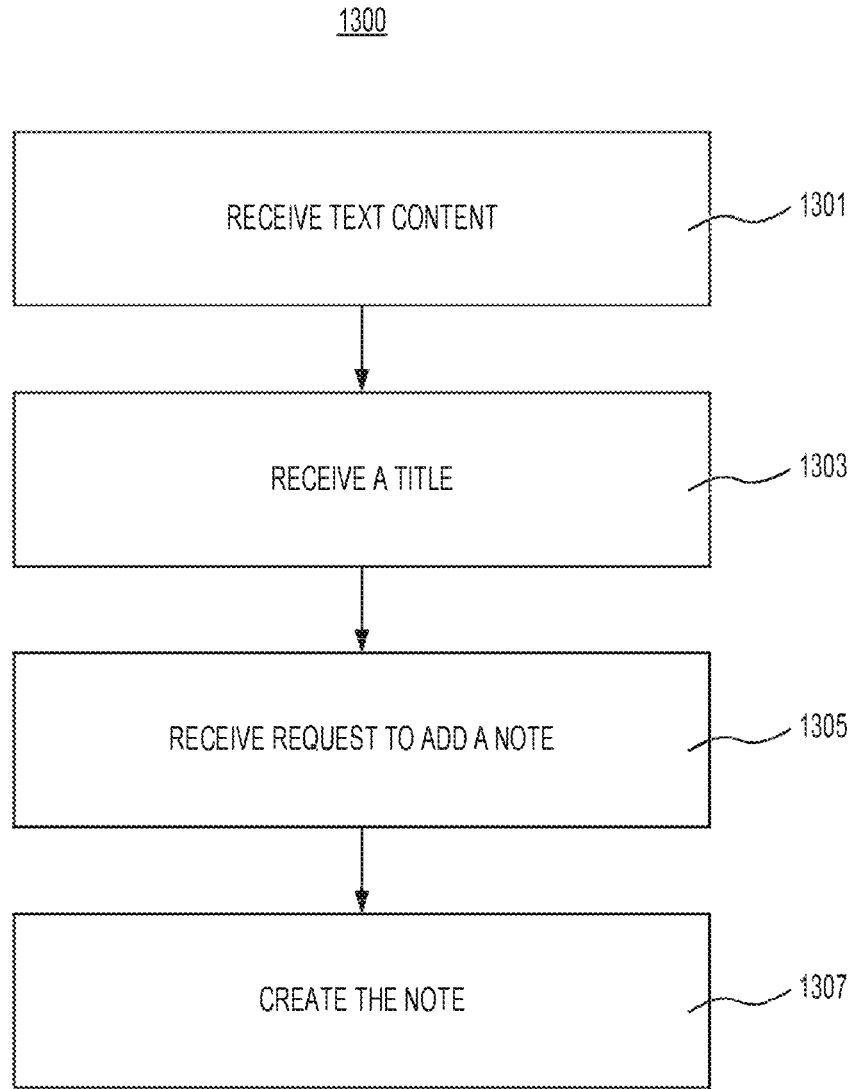 1300
RECEIVE TEXT CONTENT
1301
RECEIVE A TITLE
1303
RECEIVE REQUEST TO ADD A NOTE
1305
CREATE THE NOTE
1307